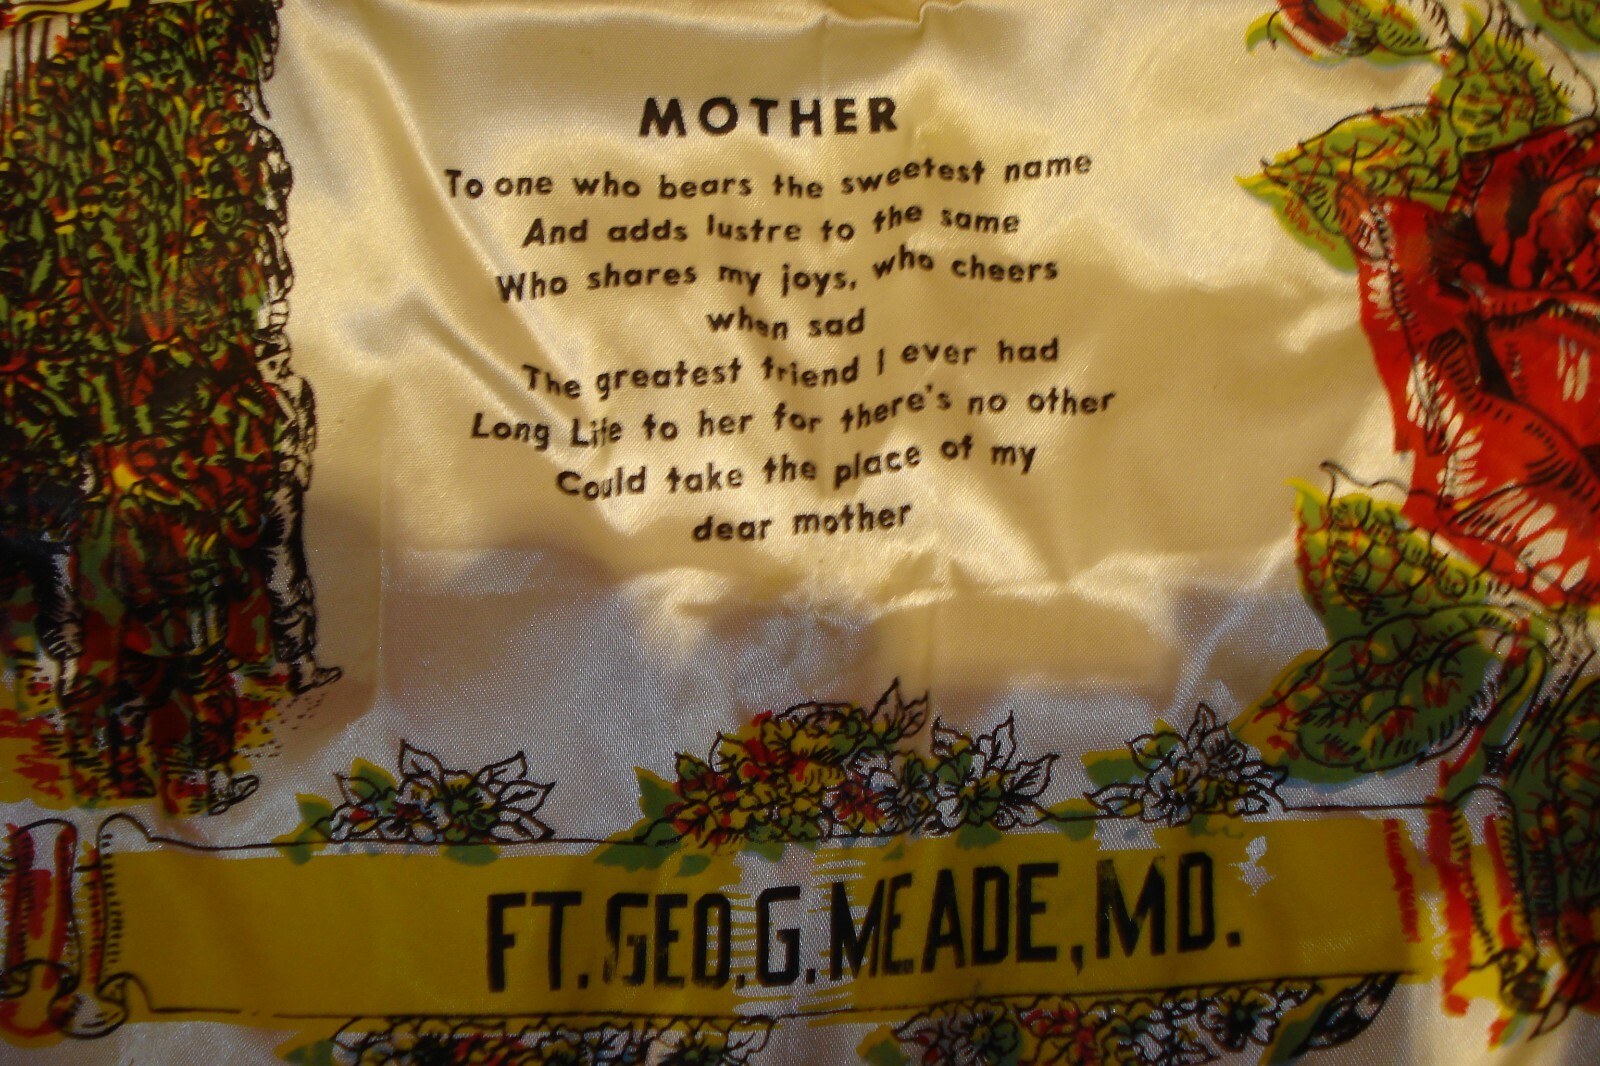 MOTHER
To one who bears the sweetest name
And adds lustre to the same
Who shares my joys, who cheers
when sad
The greatest friend I ever had
Long Life to her for there's no other
Could take the place of my
dear mother
FT. GEO. G. MEADE, MD.